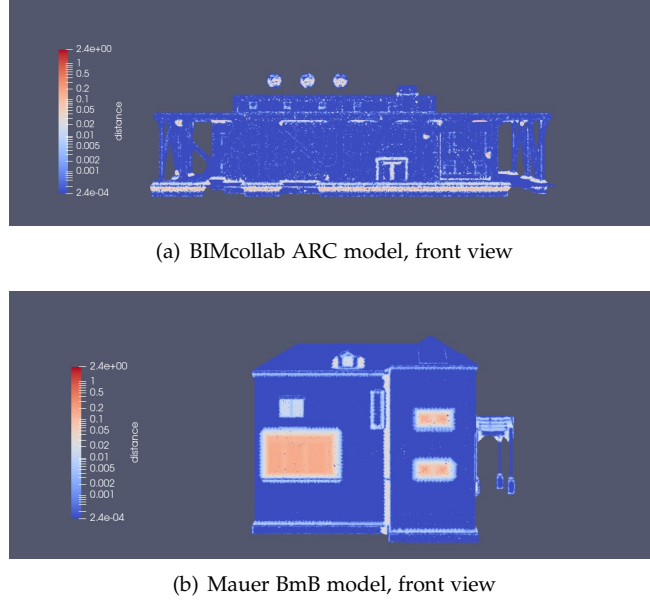 2.4e+00
1
0.5
0.2
0.1
0.05
0.02
0.01
0.005
0.002
0.001
2.4e-04
distance
(a) BIMcollab ARC model, front view
2.4e+00
1
0.5
0.2
0.1
0.05
0.02
0.01
0.005
0.002
0.001
2.4e-04
distance
(b) Mauer BmB model, front view